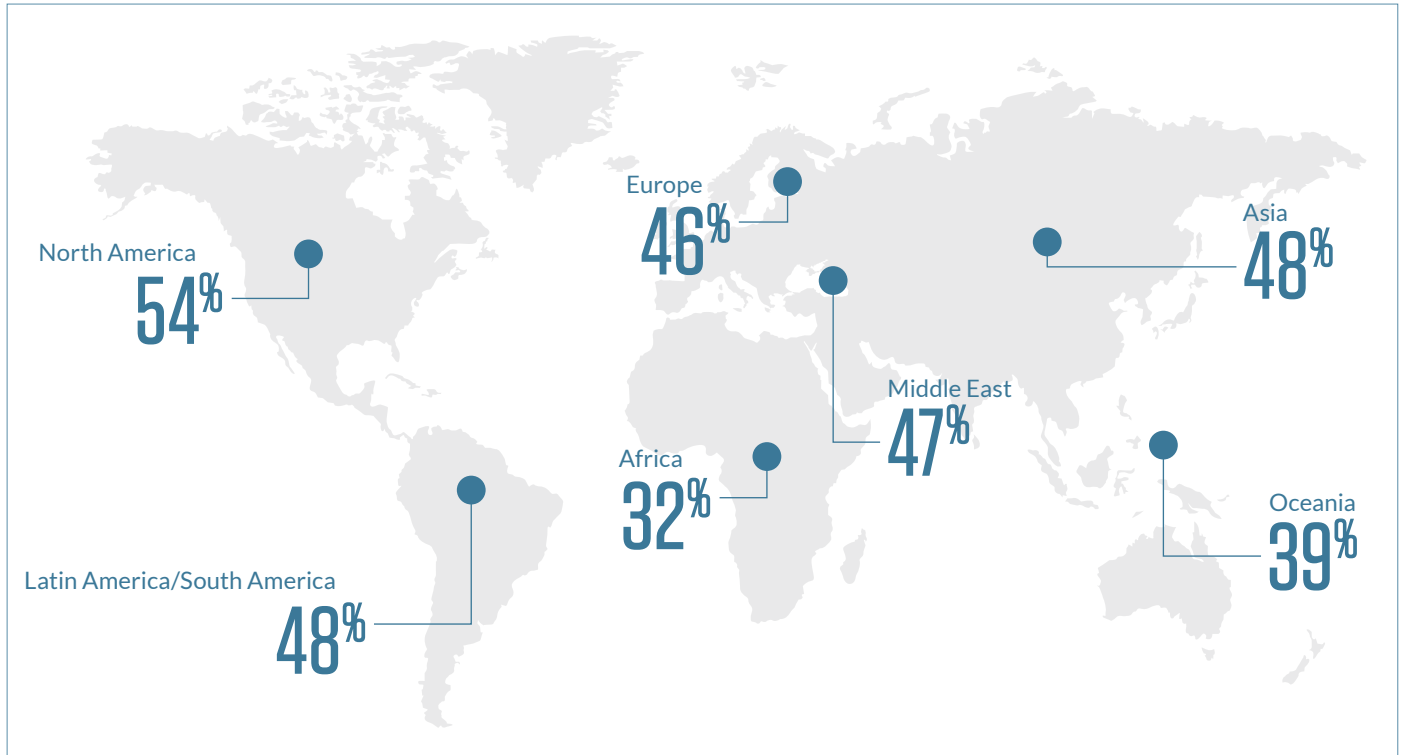 North America
54%
Europe
46%
Asia
48%
Middle East
47%
Africa
32%
Oceania
39%
Latin America/South America
48%